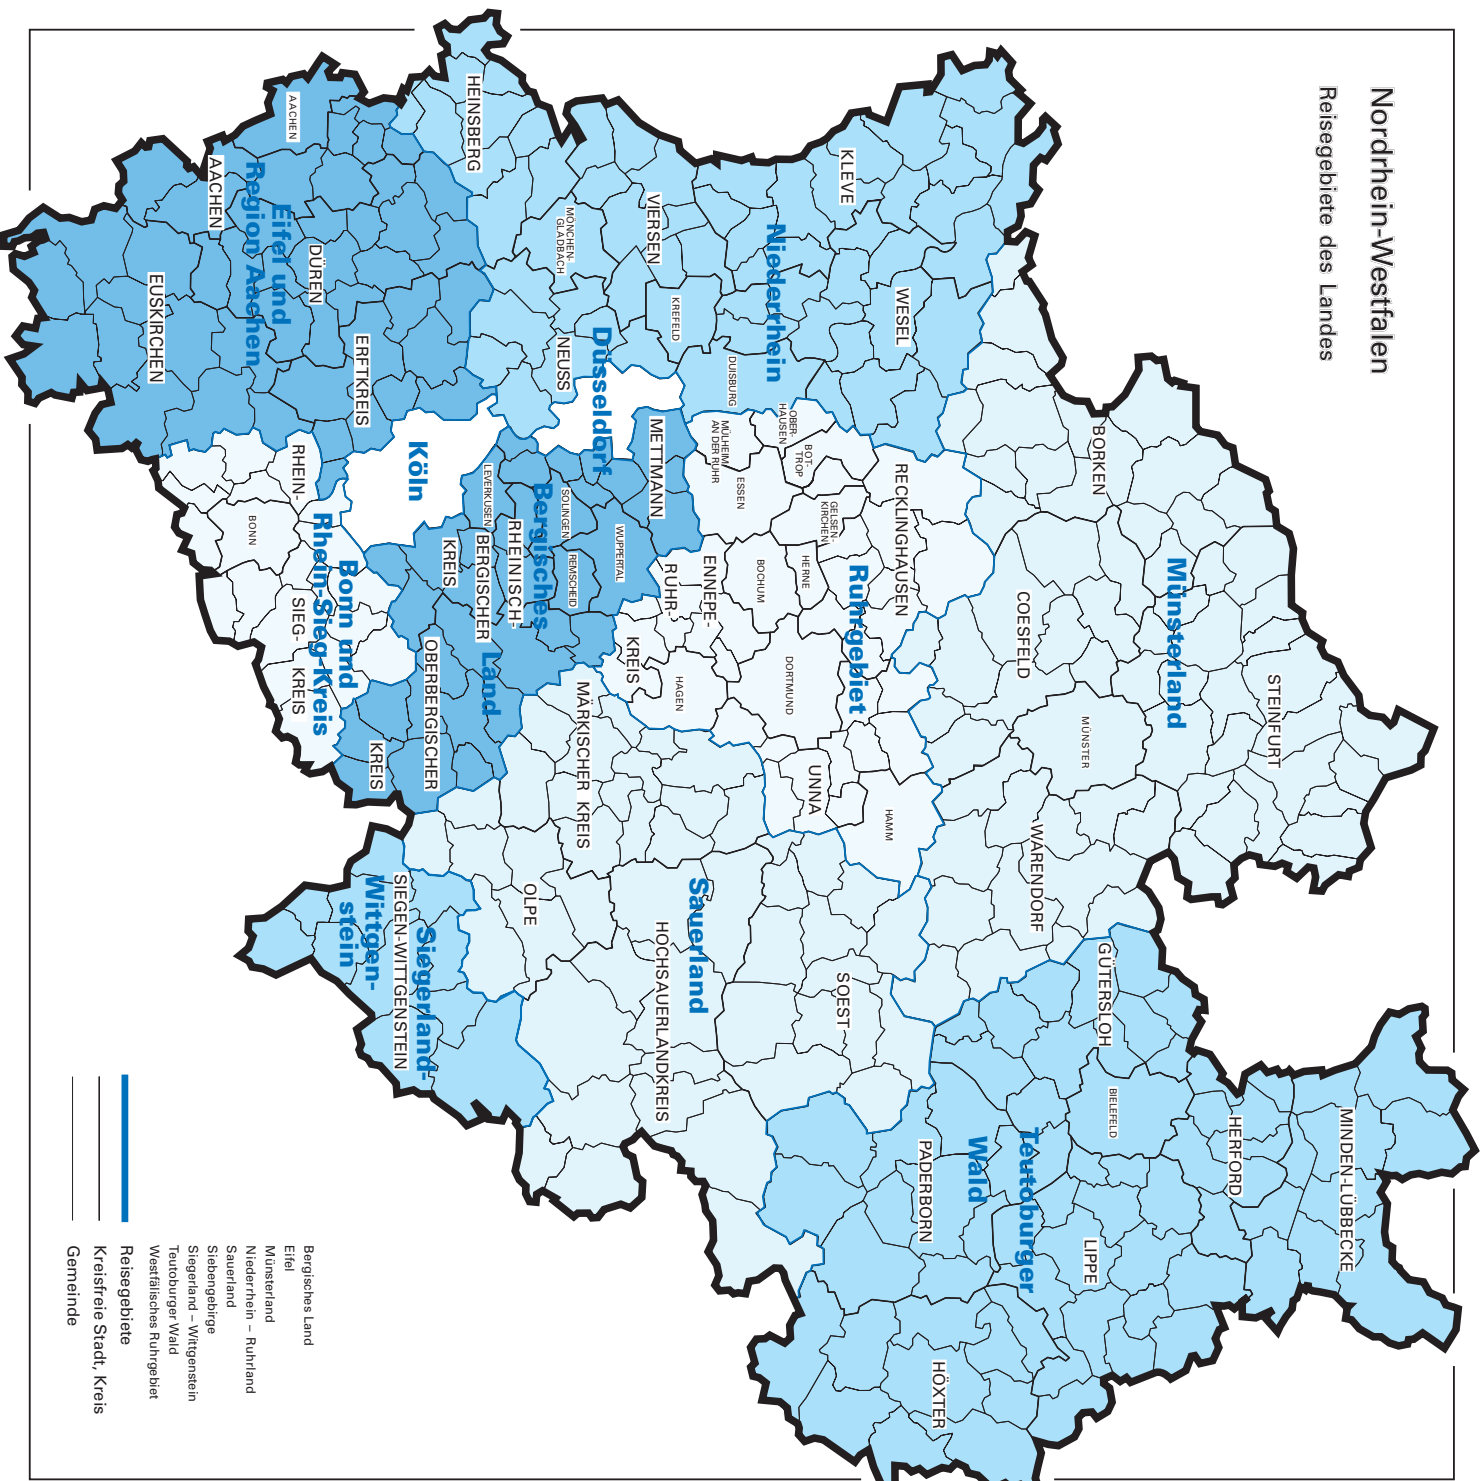 Nordrhein-Westfalen
Reisegebiete des Landes
STEINFURT
Münsterland
BORKEN
MÜNSTER
COESFELD
WARENDORF
MINDEN-LÜBBECKE
HERFORD
GÜTERSLOH
BIELEFELD
LIPPE
Teutoburger
Wald
PADERBORN
HÖXTER
KLEVE
WESEL
Niederrhein
RECKLINGHAUSEN
Ruhrgebiet
HAMM
GELSEN-
KIRCHEN
BOT-
TROP
OBER-
HAUSEN
HERNE
UNNA
SOEST
DUISBURG
MÜLHEIM
AN DER RUHR
ESSEN
BOCHUM
DORTMUND
ENNEPE-
RUHR-
KREIS
HAGEN
Sauerland
HOCHSAUERLANDKREIS
MÄRKISCHER KREIS
OLPE
VIERSEN
KREFELD
MÖNCHEN-
GLADBACH
NEUSS
Düsseldorf
METTMANN
WUPPERTAL
SOLINGEN
REMSCHEID
Bergisches
Land
RHEINISCH-
BERGISCHER
KREIS
LEVERKUSEN
OBERBERGISCHER
KREIS
HEINSBERG
Köln
ERFTKREIS
DÜREN
AACHEN
AACHEN
Eifel und
Region Aachen
EUSKIRCHEN
Bonn und
Rhein-Sieg-Kreis
RHEIN-
SIEG-
KREIS
BONN
Siegerland-
SIEGEN-WITTGENSTEIN
Wittgen-
stein
Bergisches Land
Eifel
Münsterland
Niederrhein – Ruhrland
Sauerland
Siebengebirge
Siegerland – Wittgenstein
Teutoburger Wald
Westfälisches Ruhrgebiet
Reisegebiete
Kreisfreie Stadt, Kreis
Gemeinde